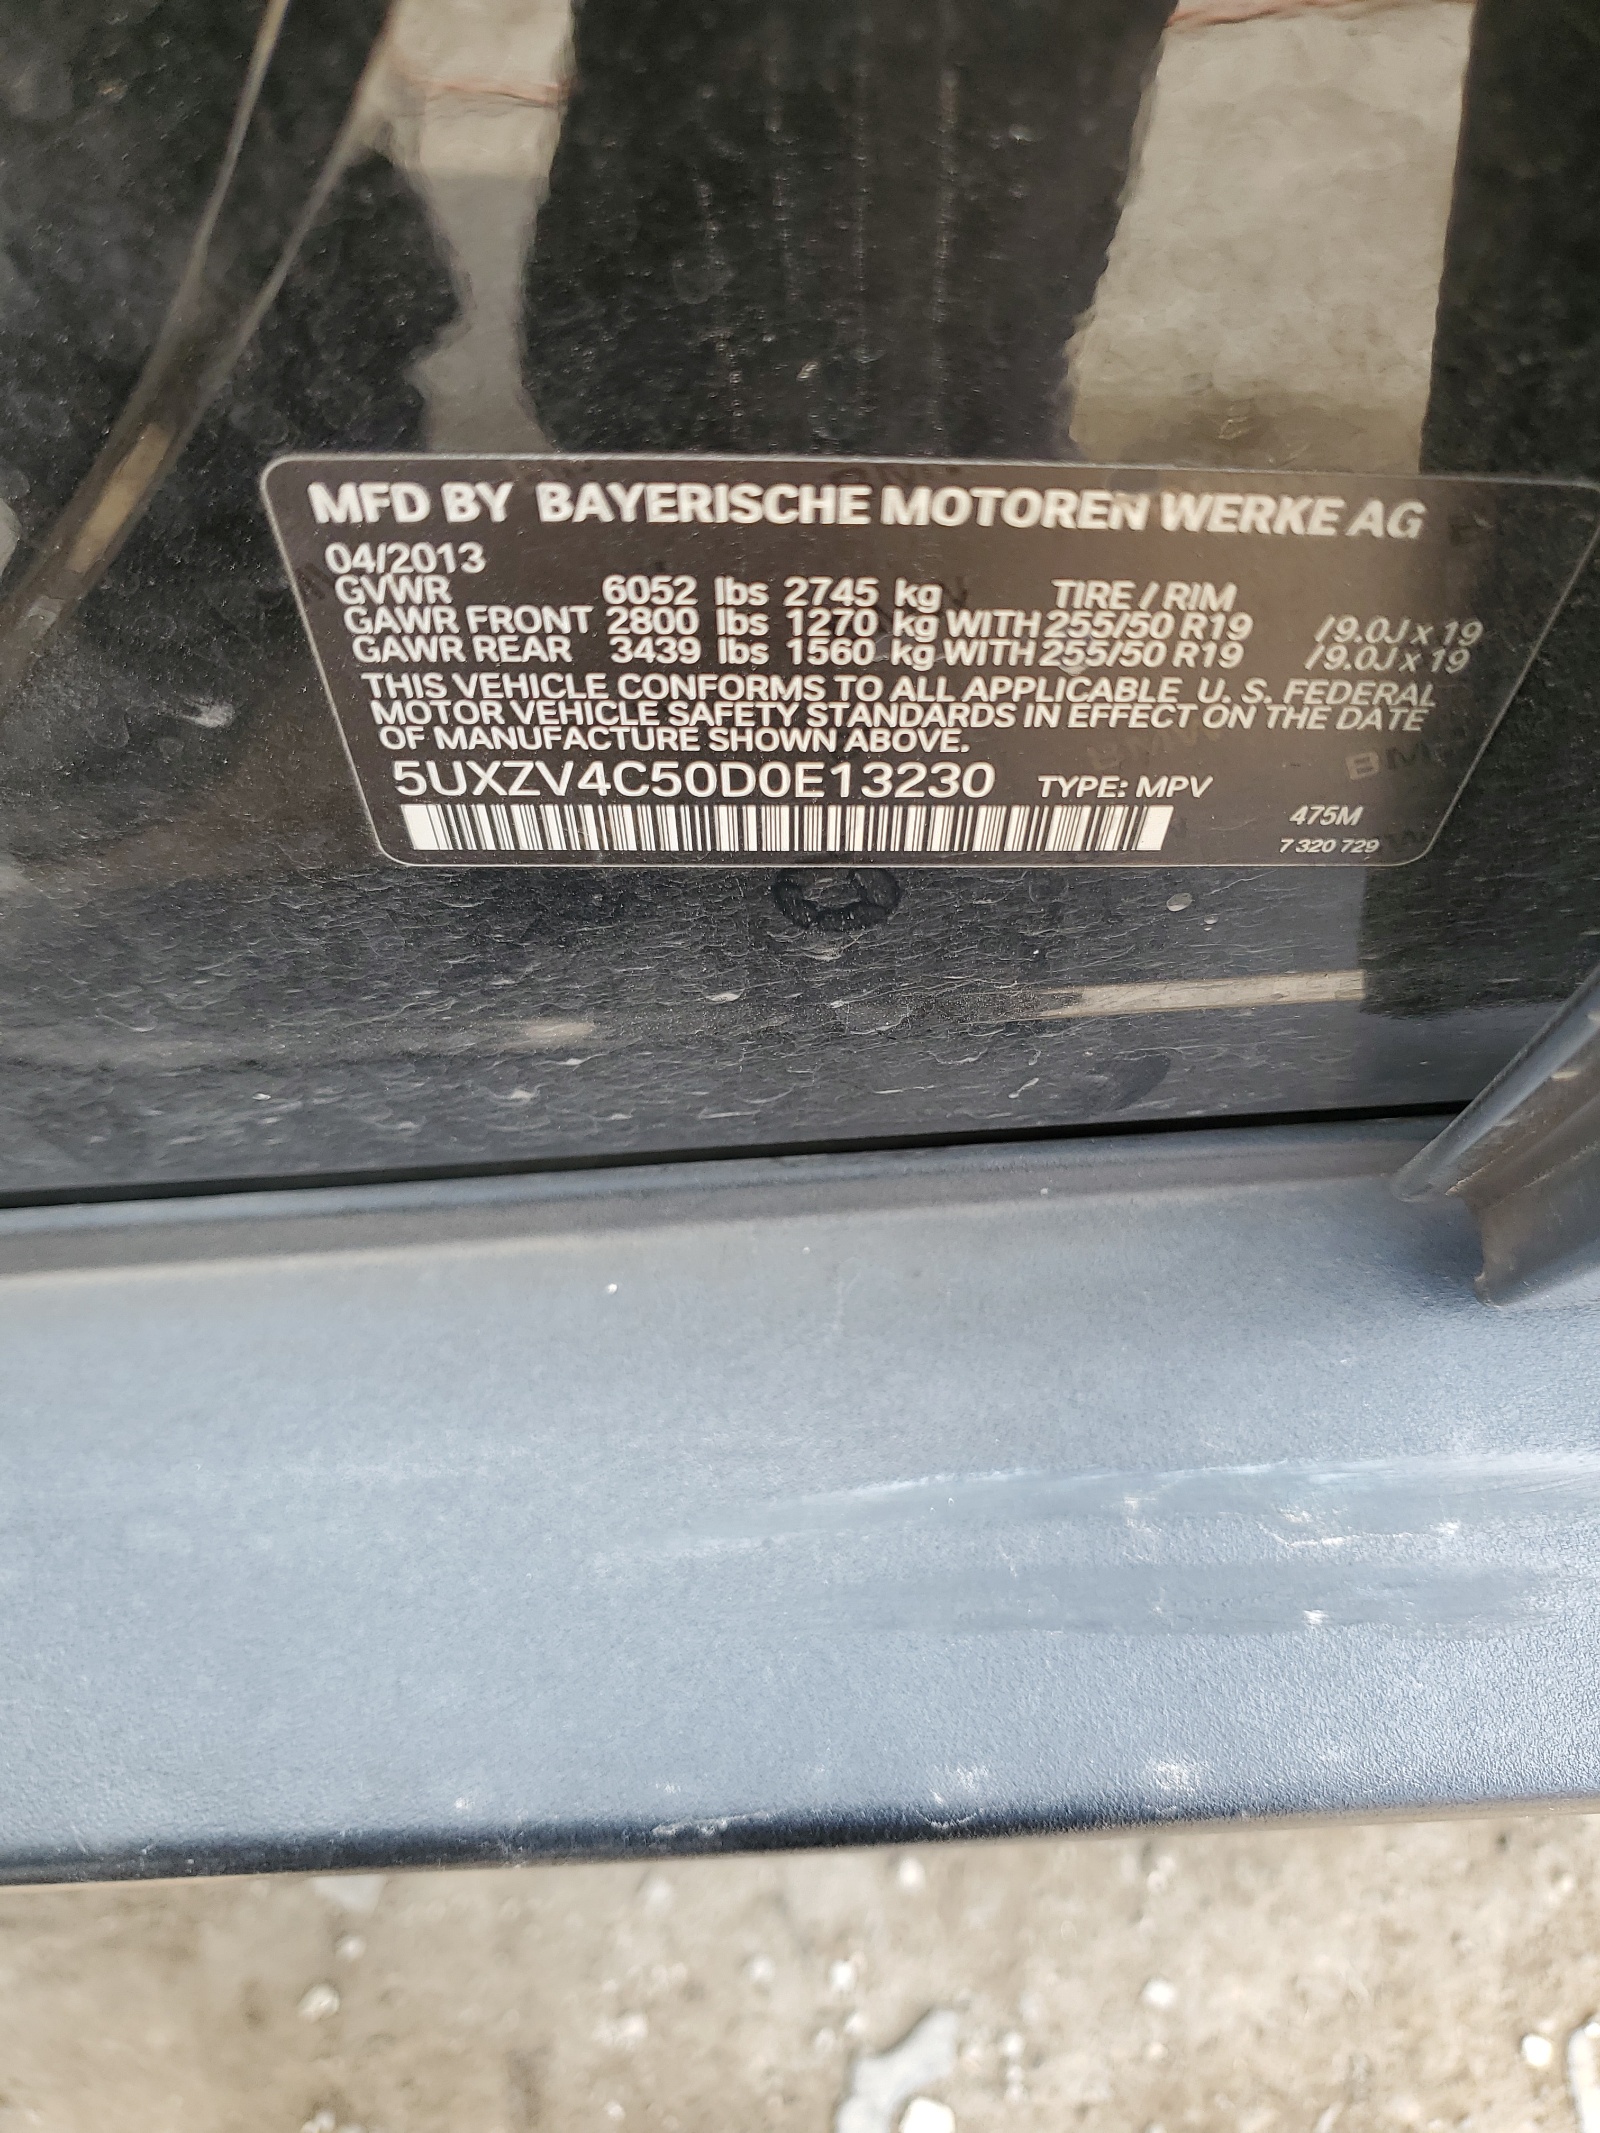 MFD BY BAYERISCHE MOTOREN WERKE AG
04/2013
GVWR 6052 lbs 2745 kg TIRE / RIM
GAWR FRONT 2800 lbs 1270 kg WITH 255/50 R19 /9.0J x 19
GAWR REAR 3439 lbs 1560 kg WITH 255/50 R19 /9.0J x 19
THIS VEHICLE CONFORMS TO ALL APPLICABLE U. S. FEDERAL
MOTOR VEHICLE SAFETY STANDARDS IN EFFECT ON THE DATE
OF MANUFACTURE SHOWN ABOVE.
5UXZV4C50D0E13230 TYPE: MPV
475M
7 320 729